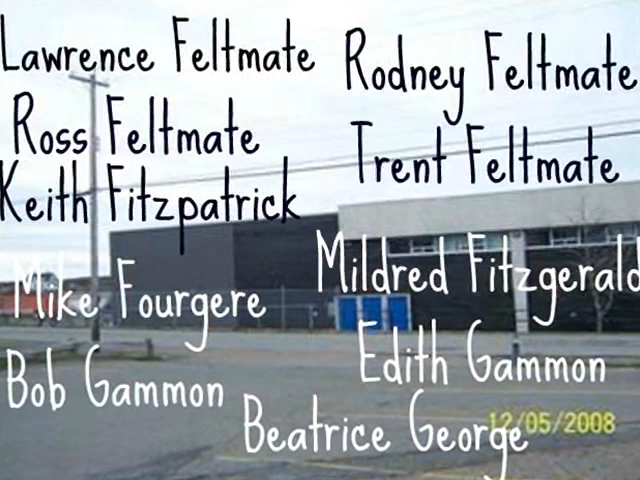 Lawrence Feltmate
Rodney Feltmate
Ross Feltmate
Trent Feltmate
Keith Fitzpatrick
Mildred Fitzgerald
Mike Fourgere
Edith Gammon
Bob Gammon
Beatrice George
12/05/2008